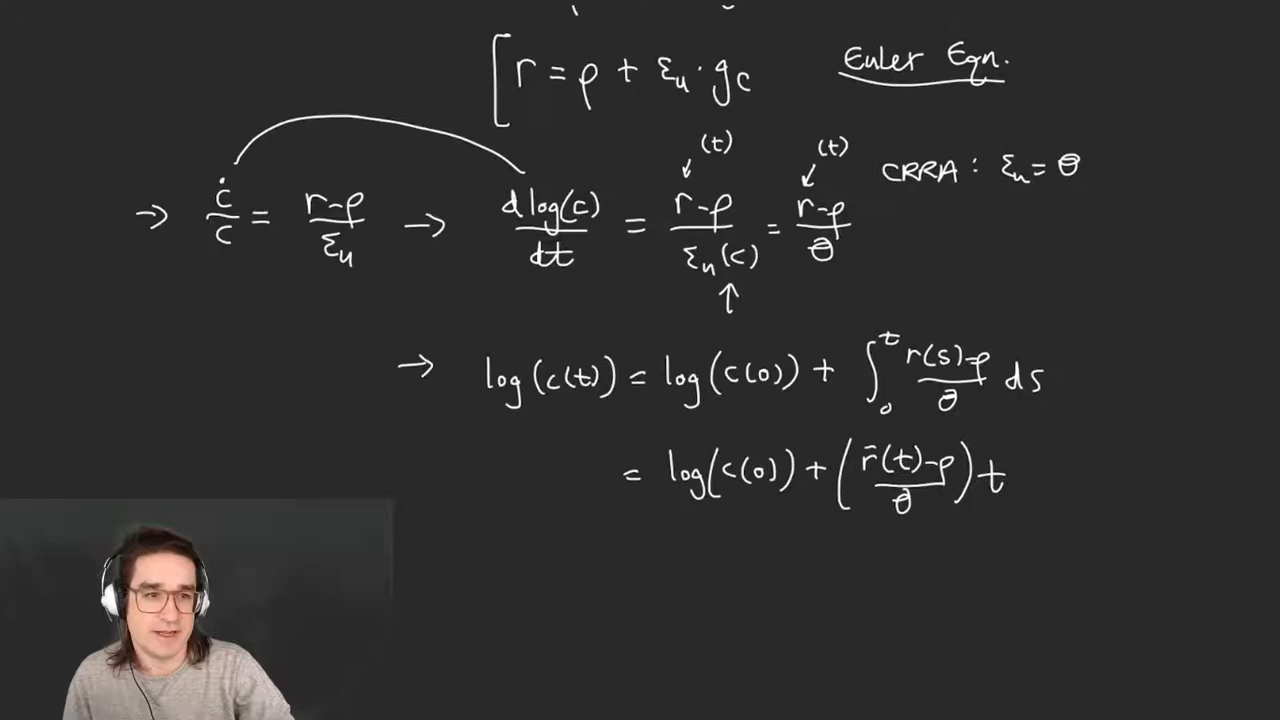 r = ρ + ε_u · g_c    Euler Eqn.
(t)    (t)    CRRA : ε_u = θ
→ ċ/c = (r-ρ)/ε_u → d log(c)/dt = (r-ρ)/ε_u(c) = (r-ρ)/θ
→ log(c(t)) = log(c(0)) + ∫_0^t (r(s)-ρ)/θ ds
= log(c(0)) + ((r̄(t)-ρ)/θ) t